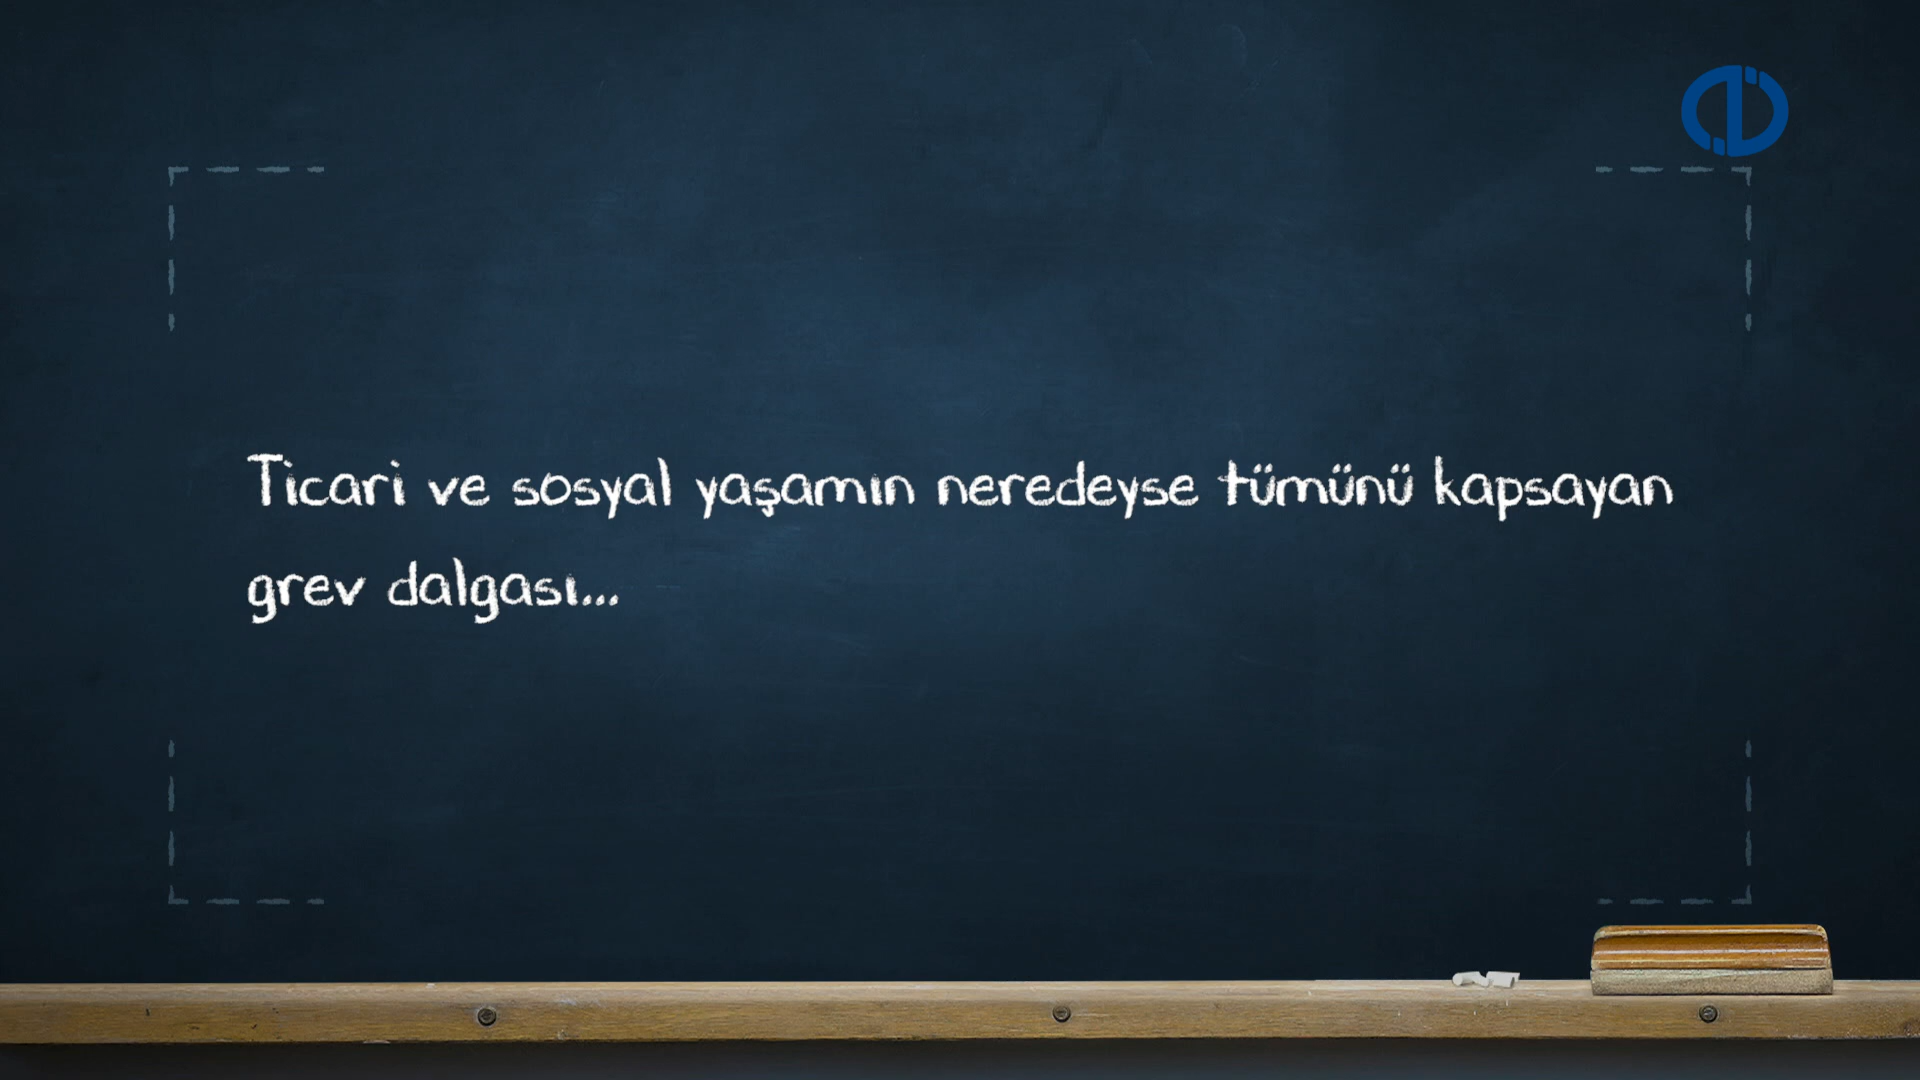 Ticari ve sosyal yaşamın neredeyse tümünü kapsayan
grev dalgası...